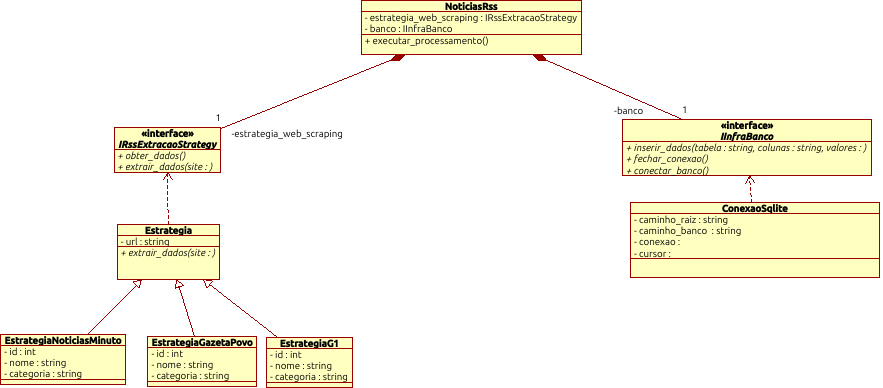 NoticiasRss
- estrategia_web_scraping : IRssExtracaoStrategy
- banco : IInfraBanco
+ executar_processamento()
1
-estrategia_web_scraping
-banco
1
«interface»
IRssExtracaoStrategy
+ obter_dados()
+ extrair_dados(site : )
«interface»
IInfraBanco
+ inserir_dados(tabela : string, colunas : string, valores : )
+ fechar_conexao()
+ conectar_banco()
Estrategia
- url : string
+ extrair_dados(site : )
ConexaoSqlite
- caminho_raiz : string
- caminho_banco : string
- conexao :
- cursor :
EstrategiaNoticiasMinuto
- id : int
- nome : string
- categoria : string
EstrategiaGazetaPovo
- id : int
- nome : string
- categoria : string
EstrategiaG1
- id : int
- nome : string
- categoria : string